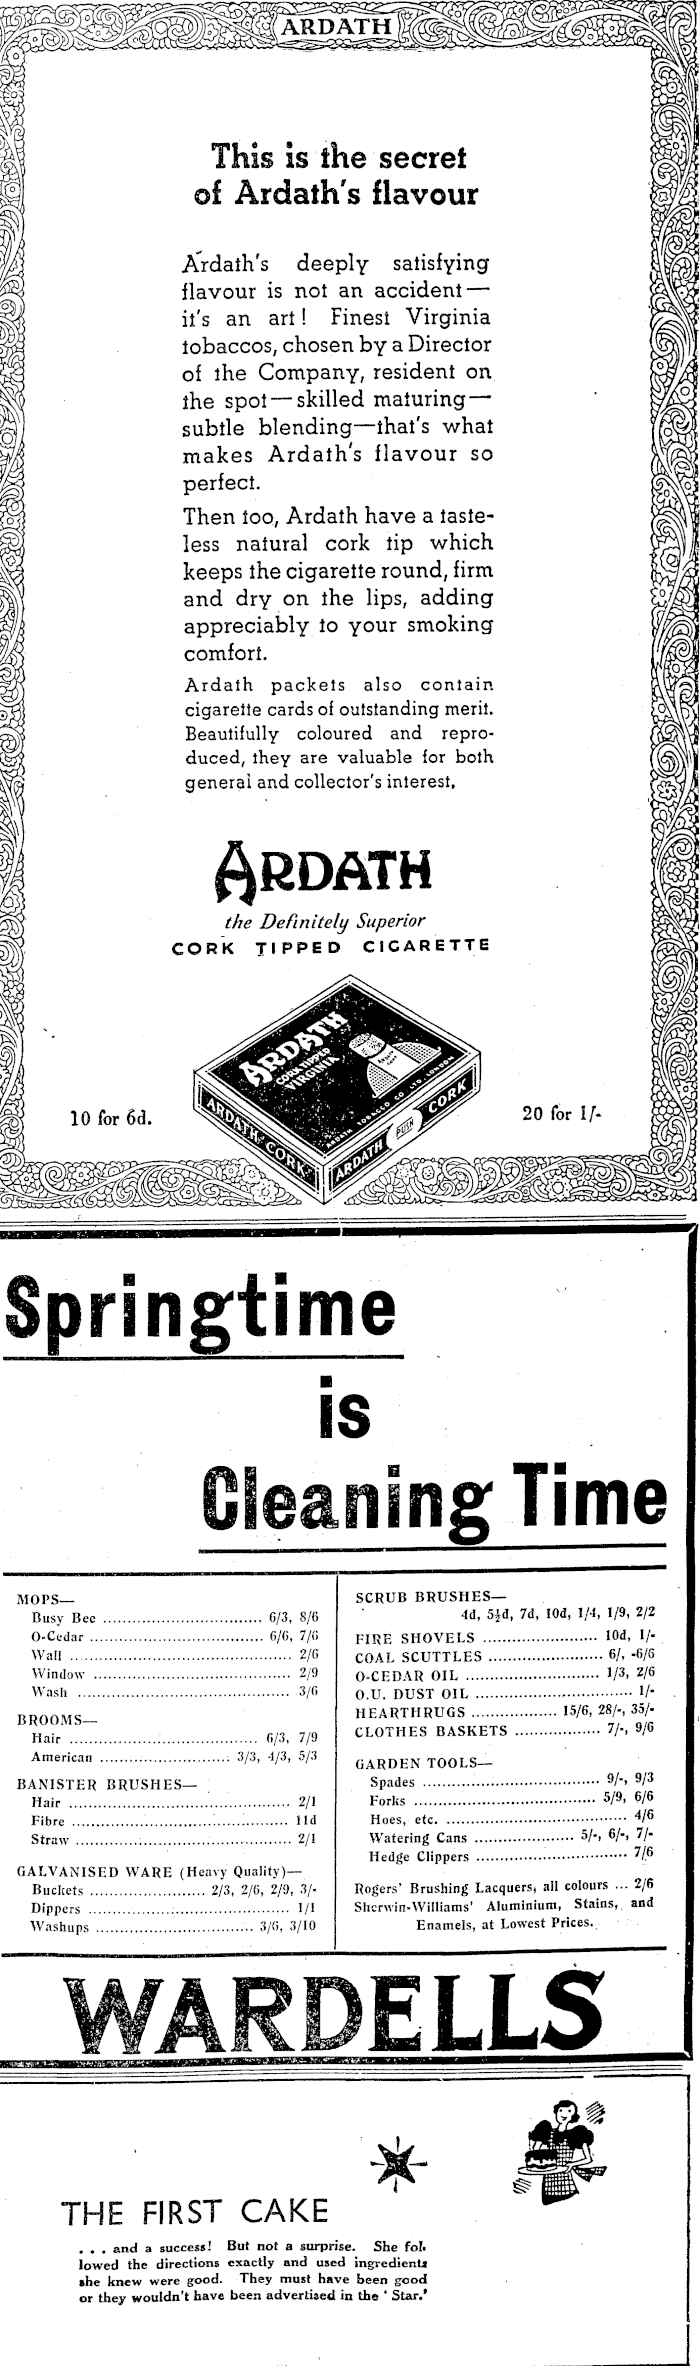 ARDATH
This is the secret
of Ardath's flavour
Ardath's deeply satisfying
flavour is not an accident—
it's an art! Finest Virginia
tobaccos, chosen by a Director
of the Company, resident on
the spot—skilled maturing—
subtle blending—that's what
makes Ardath's flavour so
perfect.
Then too, Ardath have a taste-
less natural cork tip which
keeps the cigarette round, firm
and dry on the lips, adding
appreciably to your smoking
comfort.
Ardath packets also contain
cigarette cards of outstanding merit.
Beautifully coloured and repro-
duced, they are valuable for both
general and collector's interest.
ARDATH
the Definitely Superior
CORK TIPPED CIGARETTE
ARDATH
CORK TIPPED
VIRGINIA
ARDATH TOBACCO CO LTD. LONDON
ARDATH CORK
ARDATH PUSH CORK
10 for 6d.
20 for 1/-
Springtime
is
Cleaning Time
MOPS—
Busy Bee ................................ 6/3, 8/6
O-Cedar ................................... 6/6, 7/6
Wall ............................................. 2/6
Window ........................................ 2/9
Wash ........................................... 3/6
BROOMS—
Hair ....................................... 6/3, 7/9
American .......................... 3/3, 4/3, 5/3
BANISTER BRUSHES—
Hair ............................................. 2/1
Fibre ............................................ 11d
Straw ........................................... 2/1
GALVANISED WARE (Heavy Quality)—
Buckets ....................... 2/3, 2/6, 2/9, 3/-
Dippers ......................................... 1/1
Washups ................................ 3/6, 3/10
SCRUB BRUSHES—
4d, 5½d, 7d, 10d, 1/4, 1/9, 2/2
FIRE SHOVELS ....................... 10d, 1/-
COAL SCUTTLES ....................... 6/, -6/6
O-CEDAR OIL ........................... 1/3, 2/6
O.U. DUST OIL ................................ 1/-
HEARTHRUGS ................. 15/6, 28/-, 35/-
CLOTHES BASKETS ................. 7/-, 9/6
GARDEN TOOLS—
Spades .................................... 9/-, 9/3
Forks ..................................... 5/9, 6/6
Hoes, etc. ..................................... 4/6
Watering Cans .................... 5/-, 6/-, 7/-
Hedge Clippers .............................. 7/6
Rogers' Brushing Lacquers, all colours ... 2/6
Sherwin-Williams' Aluminium, Stains, and
Enamels, at Lowest Prices.
WARDELLS
THE FIRST CAKE
. . . and a success! But not a surprise. She fol-
lowed the directions exactly and used ingredients
she knew were good. They must have been good
or they wouldn't have been advertised in the 'Star.'